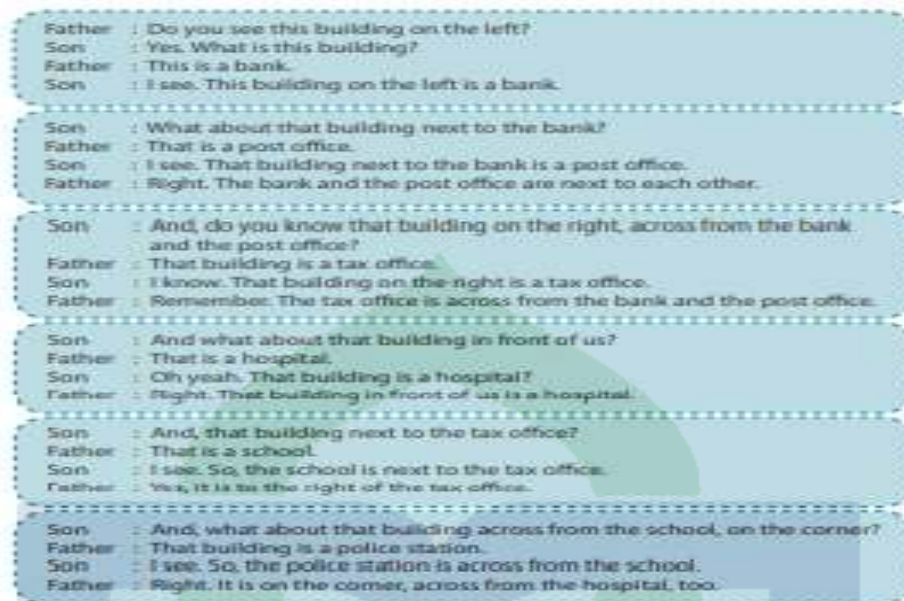 Father : Do you see this building on the left?
Son : Yes. What is this building?
Father : This is a bank.
Son : I see. This building on the left is a bank.
Son : What about that building next to the bank?
Father : That is a post office.
Son : I see. That building next to the bank is a post office.
Father : Right. The bank and the post office are next to each other.
Son : And, do you know that building on the right, across from the bank
and the post office?
Father : That building is a tax office.
Son : I know. That building on the right is a tax office.
Father : Remember. The tax office is across from the bank and the post office.
Son : And what about that building in front of us?
Father : That is a hospital.
Son : Oh yeah. That building is a hospital?
Father : Right. That building in front of us is a hospital.
Son : And, that building next to the tax office?
Father : That is a school.
Son : I see. So, the school is next to the tax office.
Father : Yes, it is to the right of the tax office.
Son : And, what about that building across from the school, on the corner?
Father : That building is a police station.
Son : I see. So, the police station is across from the school.
Father : Right. It is on the corner, across from the hospital, too.